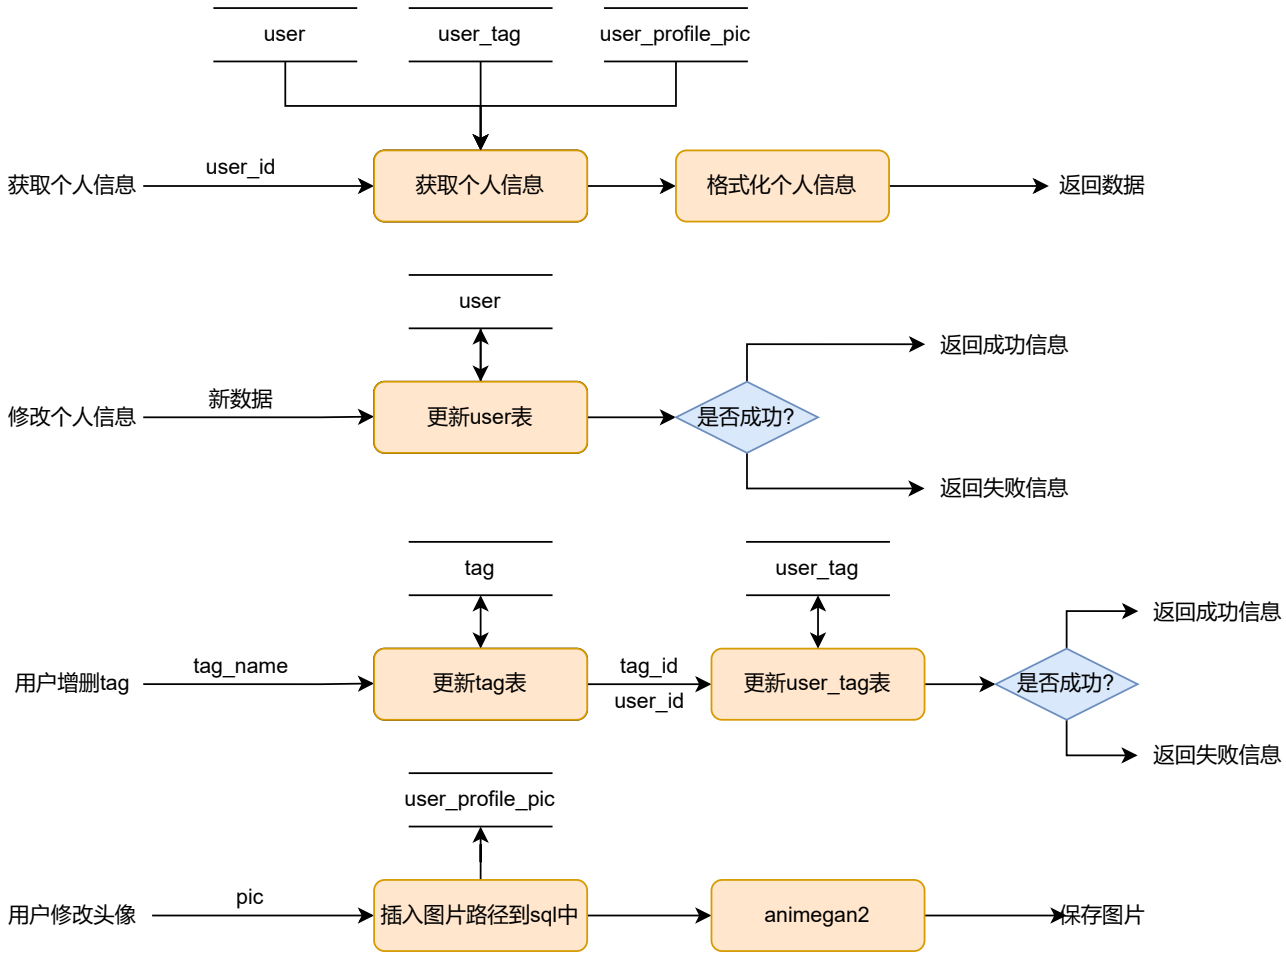 user
user_tag
user_profile_pic
获取个人信息
user_id
获取个人信息
格式化个人信息
返回数据
user
修改个人信息
新数据
更新user表
是否成功?
返回成功信息
返回失败信息
tag
user_tag
用户增删tag
tag_name
更新tag表
tag_id
user_id
更新user_tag表
是否成功?
返回成功信息
返回失败信息
user_profile_pic
用户修改头像
pic
插入图片路径到sql中
animegan2
保存图片